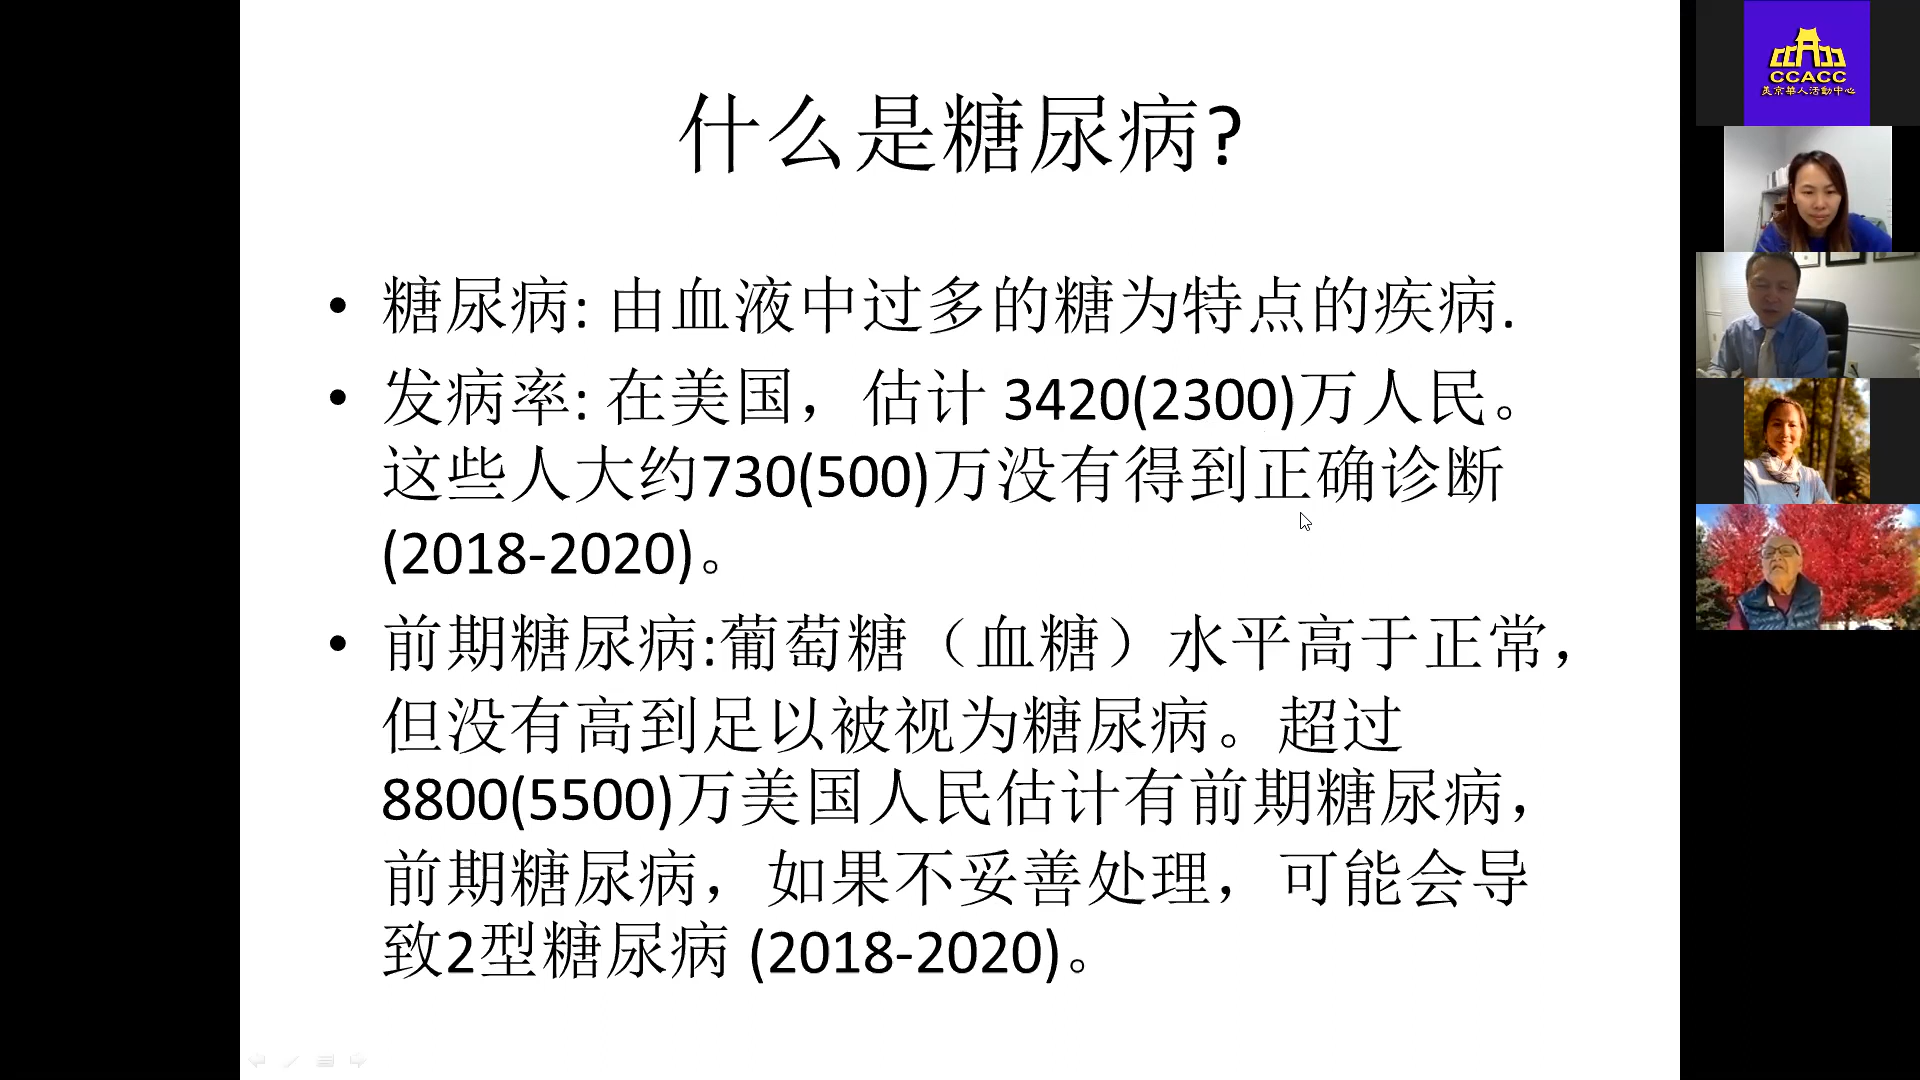 什么是糖尿病?
• 糖尿病: 由血液中过多的糖为特点的疾病.
• 发病率: 在美国，估计 3420(2300)万人民。
这些人大约730(500)万没有得到正确诊断
(2018-2020)。
• 前期糖尿病:葡萄糖（血糖）水平高于正常，
但没有高到足以被视为糖尿病。超过
8800(5500)万美国人民估计有前期糖尿病，
前期糖尿病，如果不妥善处理，可能会导
致2型糖尿病 (2018-2020)。
CCACC
美京華人活動中心